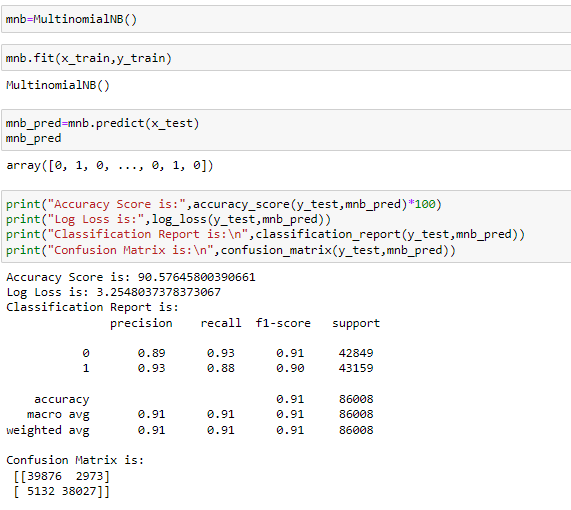 mnb=MultinomialNB()
mnb.fit(x_train,y_train)
MultinomialNB()
mnb_pred=mnb.predict(x_test)
mnb_pred
array([0, 1, 0, ..., 0, 1, 0])
print("Accuracy Score is:",accuracy_score(y_test,mnb_pred)*100)
print("Log Loss is:",log_loss(y_test,mnb_pred))
print("Classification Report is:\n",classification_report(y_test,mnb_pred))
print("Confusion Matrix is:\n",confusion_matrix(y_test,mnb_pred))
Accuracy Score is: 90.57645800390661
Log Loss is: 3.2548037378373067
Classification Report is:
precision recall f1-score support
0 0.89 0.93 0.91 42849
1 0.93 0.88 0.90 43159
accuracy 0.91 86008
macro avg 0.91 0.91 0.91 86008
weighted avg 0.91 0.91 0.91 86008
Confusion Matrix is:
[[39876 2973]
[ 5132 38027]]